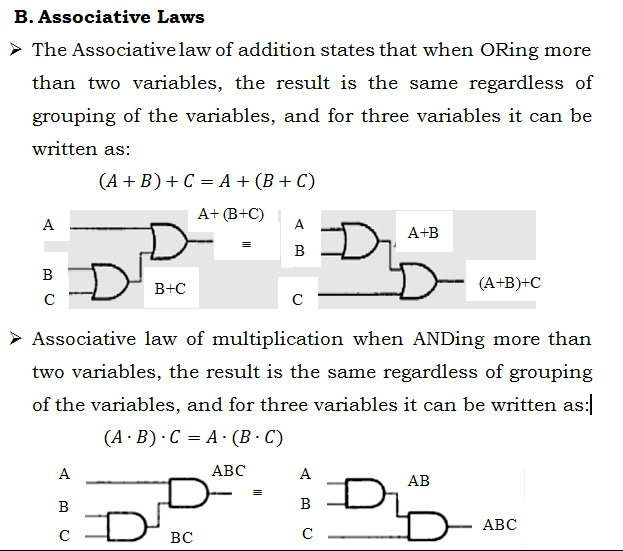 B. Associative Laws
➢ The Associative law of addition states that when ORing more
than two variables, the result is the same regardless of
grouping of the variables, and for three variables it can be
written as:
(A + B) + C = A + (B + C)
A
B
C
B+C
A+ (B+C)
≡
A
B
C
A+B
(A+B)+C
➢ Associative law of multiplication when ANDing more than
two variables, the result is the same regardless of grouping
of the variables, and for three variables it can be written as:
(A · B) · C = A · (B · C)
A
B
C
BC
ABC
≡
A
B
C
AB
ABC